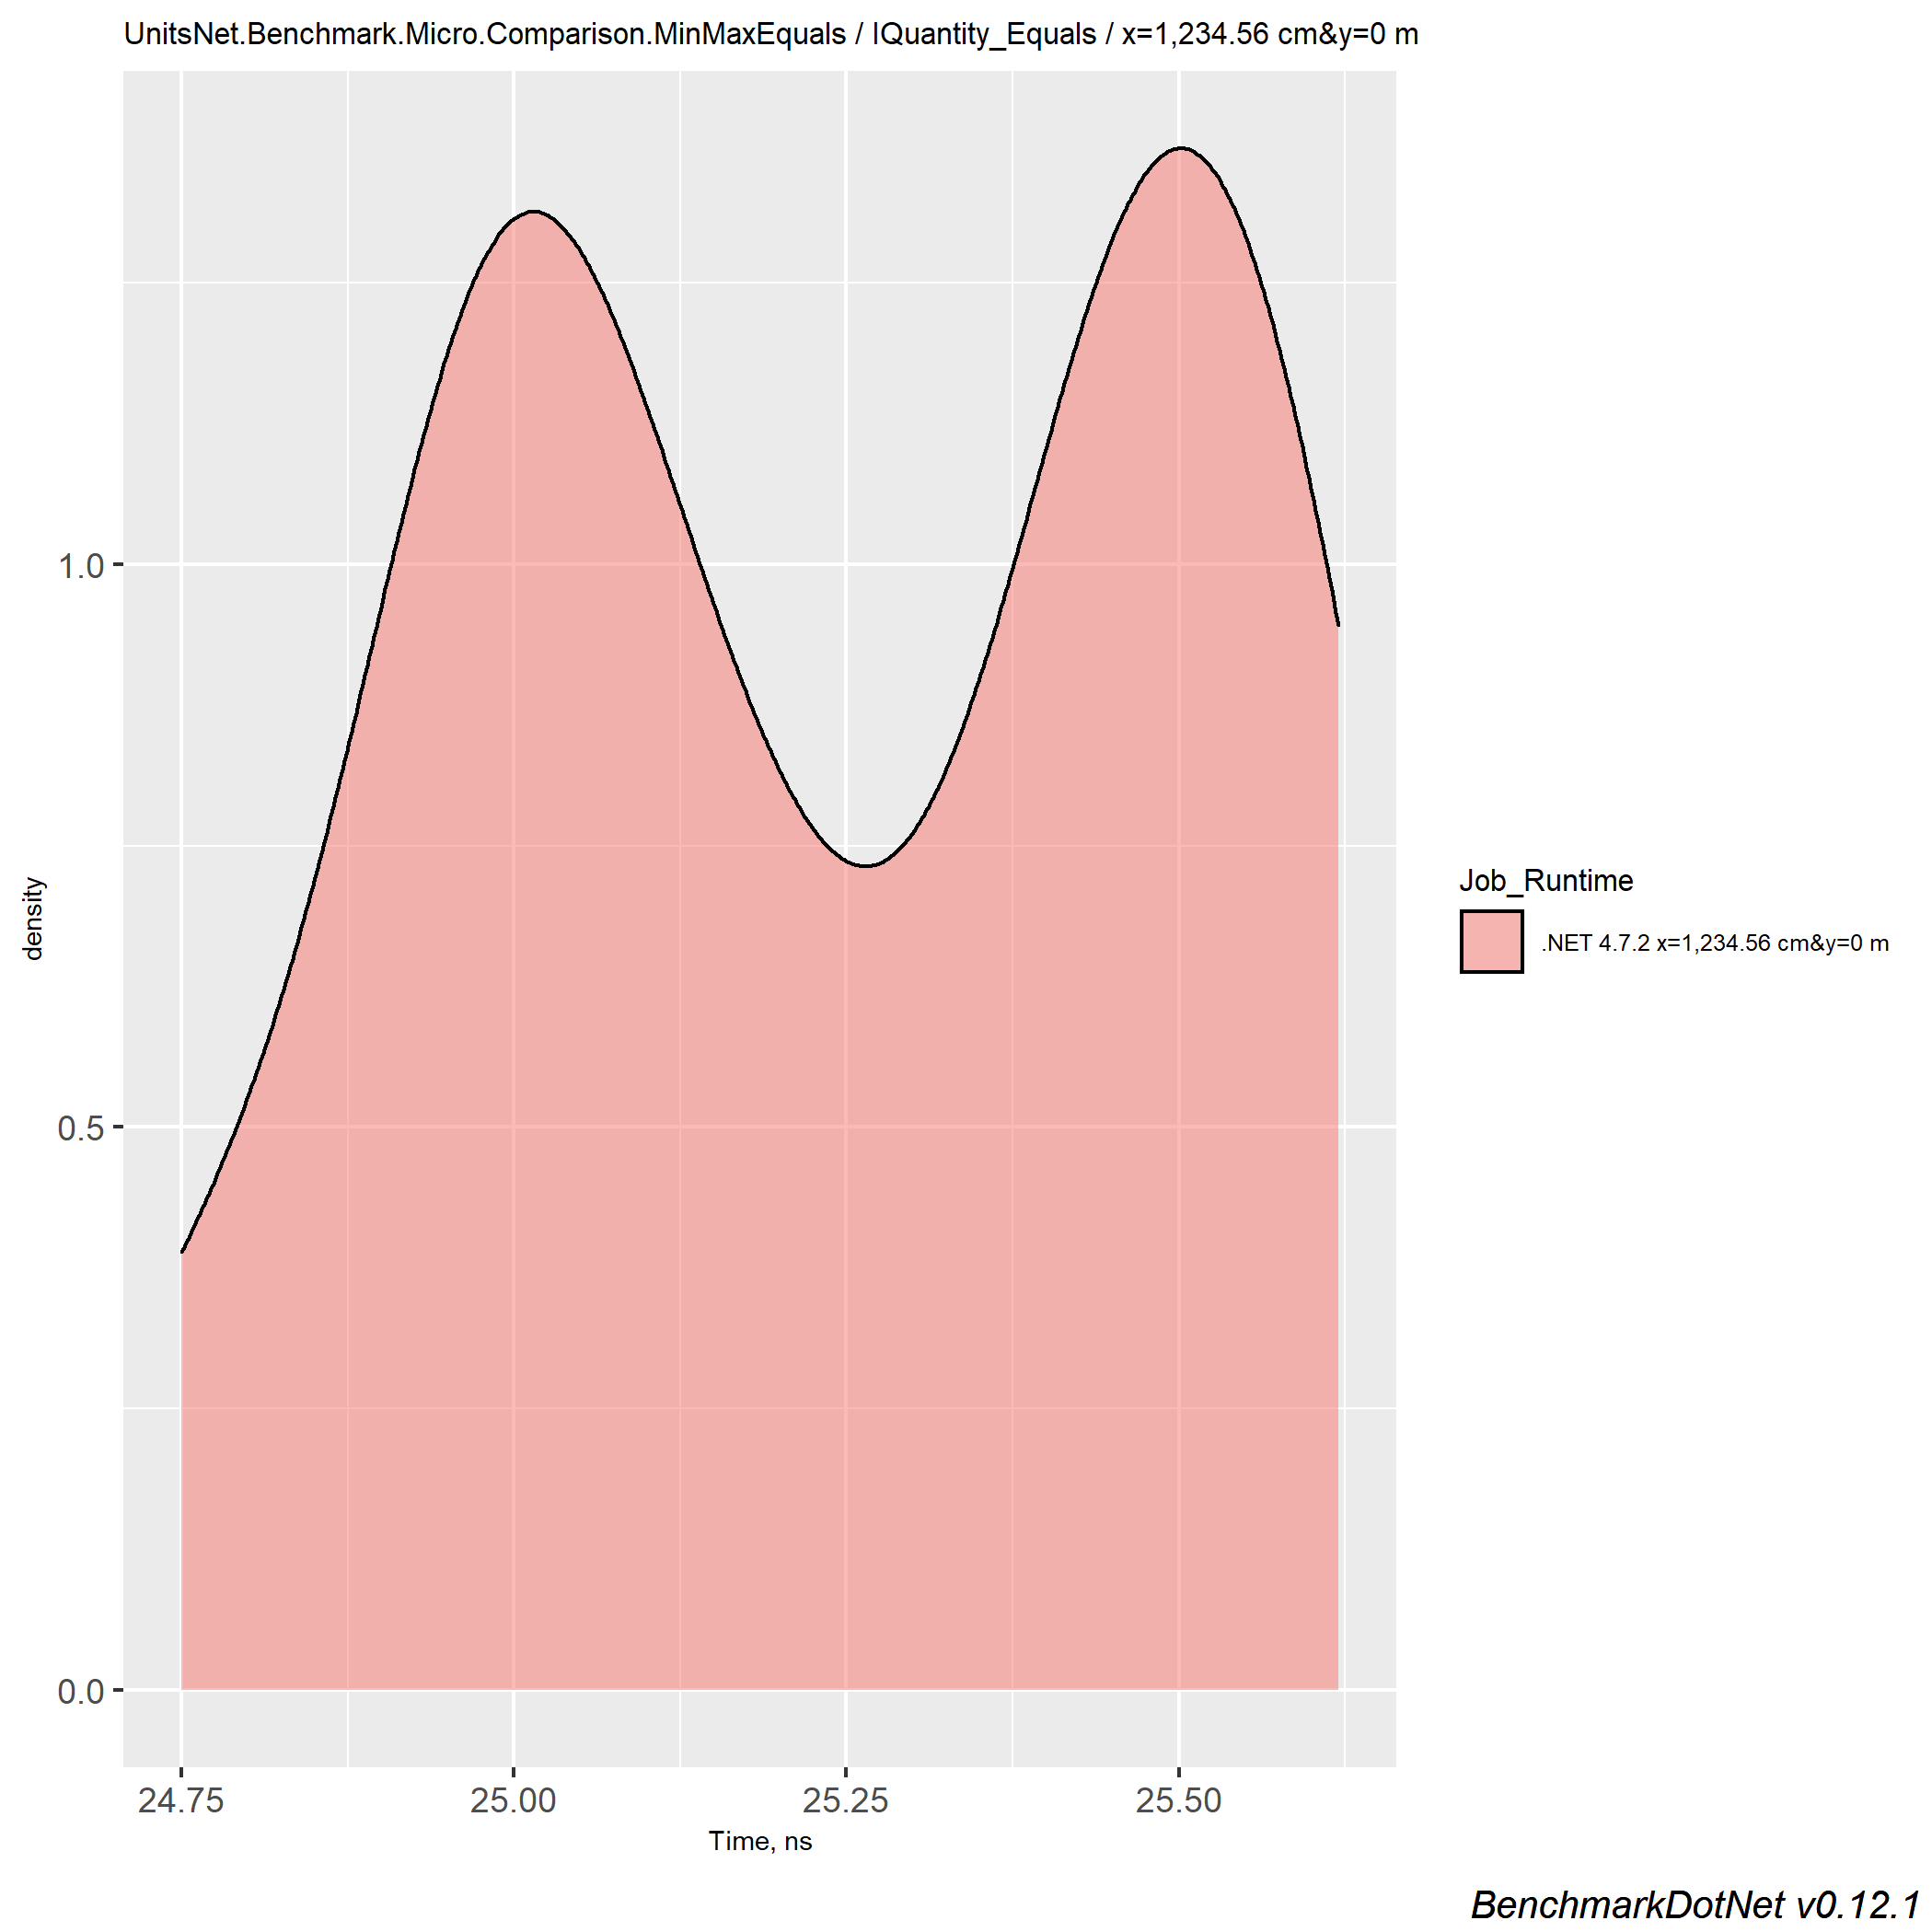 UnitsNet.Benchmark.Micro.Comparison.MinMaxEquals / IQuantity_Equals / x=1,234.56 cm&y=0 m
1.0
0.5
0.0
density
24.75 25.00 25.25 25.50
Time, ns
Job_Runtime
.NET 4.7.2 x=1,234.56 cm&y=0 m
BenchmarkDotNet v0.12.1